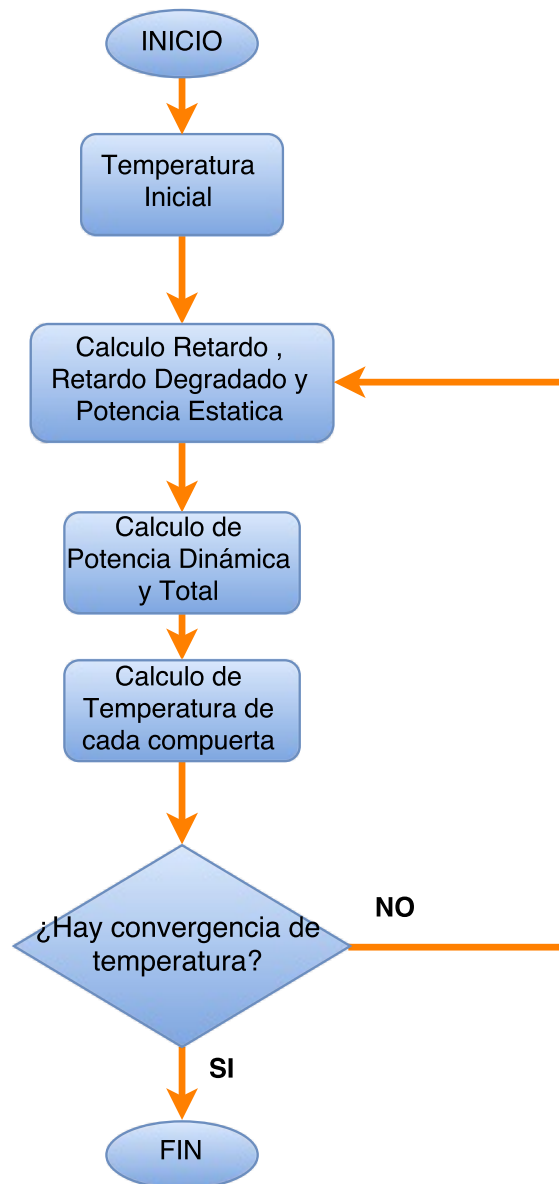 INICIO
Temperatura
Inicial
Calculo Retardo ,
Retardo Degradado y
Potencia Estatica
Calculo de
Potencia Dinámica
y Total
Calculo de
Temperatura de
cada compuerta
¿Hay convergencia de
temperatura?
NO
SI
FIN